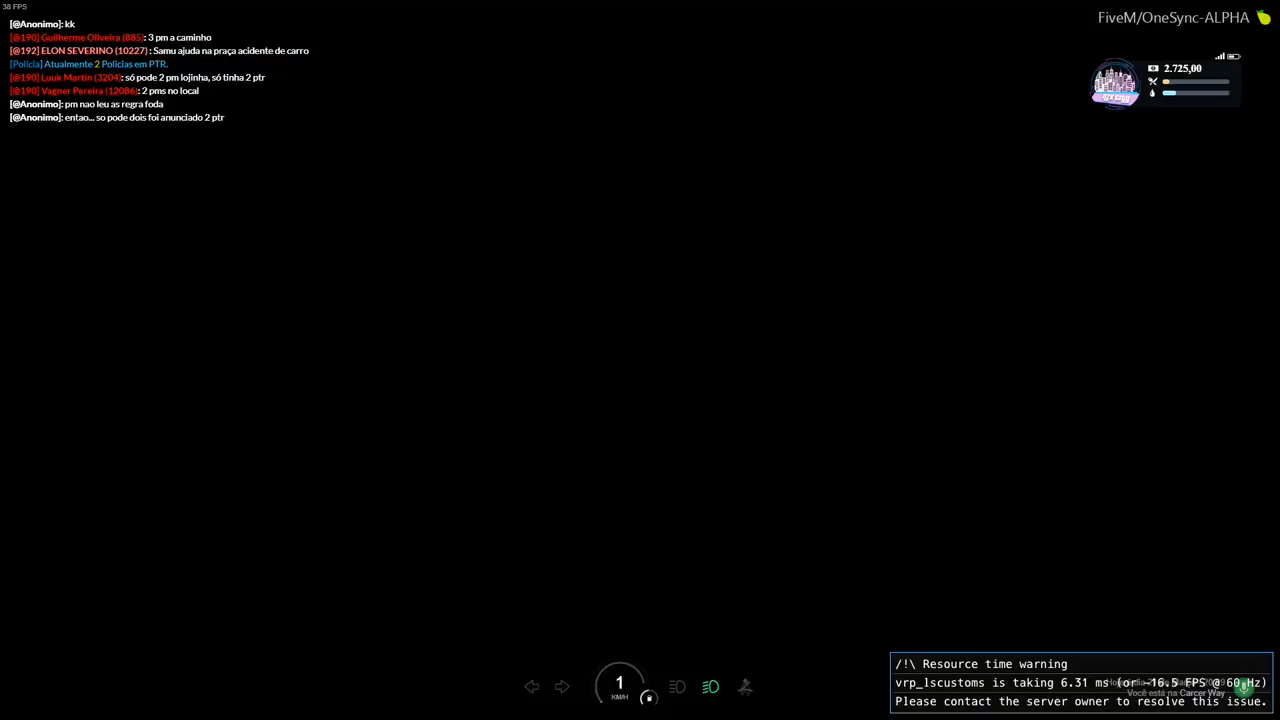 38 FPS
FiveM/OneSync-ALPHA
[@Anonimo]: kk
[@190] Guilherme Oliveira (885): 3 pm a caminho
[@192] ELON SEVERINO (10227) : Samu ajuda na praça acidente de carro
[Policia] Atualmente 2 Policias em PTR.
[@190] Luuk Martin (3204): só pode 2 pm lojinha, só tinha 2 ptr
[@190] Vagner Pereira (12086): 2 pms no local
[@Anonimo]: pm nao leu as regra foda
[@Anonimo]: entao... so pode dois foi anunciado 2 ptr
2.725,00
1
KM/H
/!\ Resource time warning
vrp_lscustoms is taking 6.31 ms (or ~16.5 FPS @ 60 Hz)
Você está na Carcer Way
Please contact the server owner to resolve this issue.